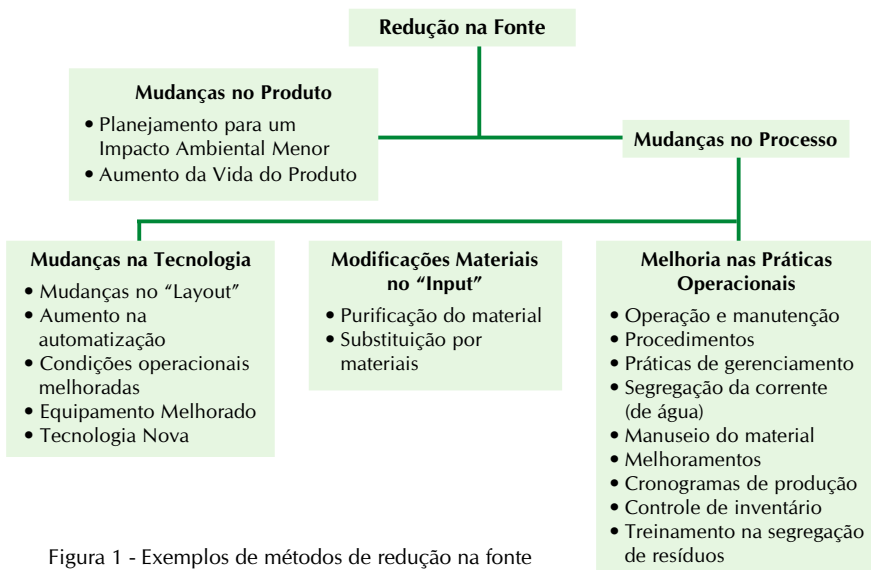 Redução na Fonte
Mudanças no Produto
• Planejamento para um
Impacto Ambiental Menor
• Aumento da Vida do Produto
Mudanças no Processo
Mudanças na Tecnologia
• Mudanças no “Layout”
• Aumento na
automatização
• Condições operacionais
melhoradas
• Equipamento Melhorado
• Tecnologia Nova
Modificações Materiais
no “Input”
• Purificação do material
• Substituição por
materiais
Melhoria nas Práticas
Operacionais
• Operação e manutenção
• Procedimentos
• Práticas de gerenciamento
• Segregação da corrente
(de água)
• Manuseio do material
• Melhoramentos
• Cronogramas de produção
• Controle de inventário
• Treinamento na segregação
de resíduos
Figura 1 - Exemplos de métodos de redução na fonte